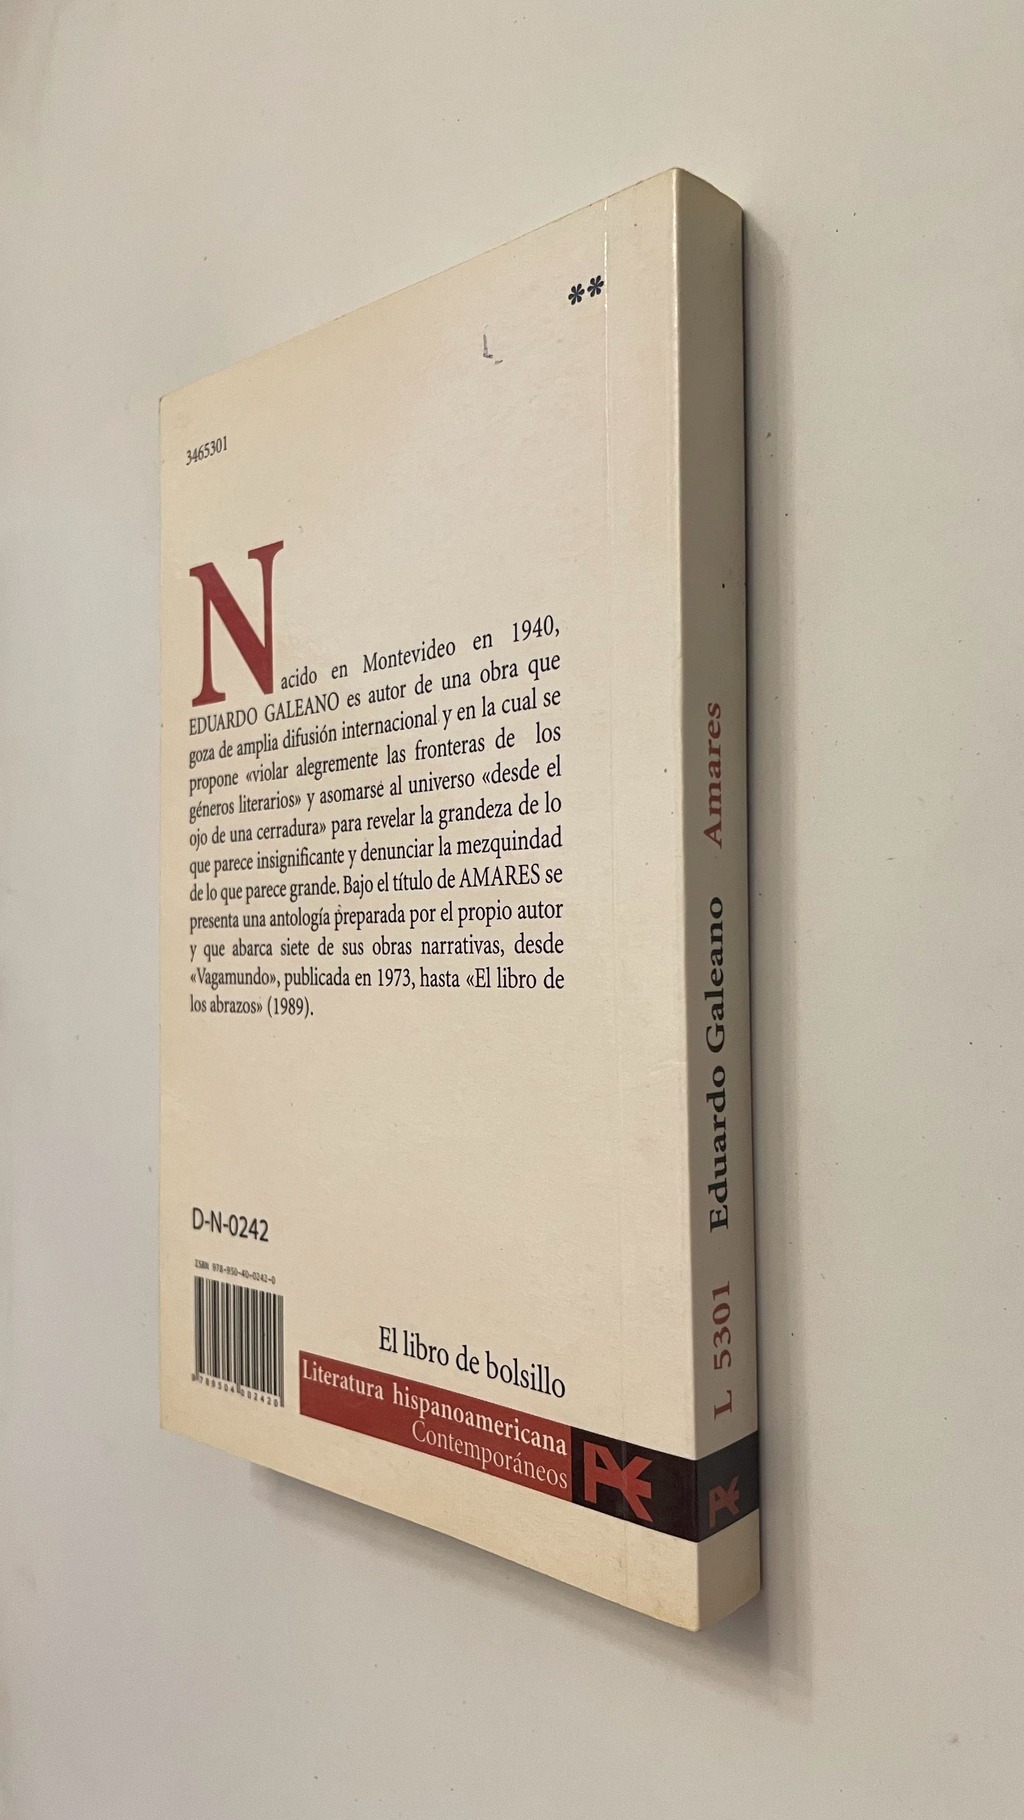 **
L
3465301
Nacido en Montevideo en 1940,
EDUARDO GALEANO es autor de una obra que
goza de amplia difusión internacional y en la cual se
propone «violar alegremente las fronteras de los
géneros literarios» y asomarse al universo «desde el
ojo de una cerradura» para revelar la grandeza de lo
que parece insignificante y denunciar la mezquindad
de lo que parece grande. Bajo el título de AMARES se
presenta una antología preparada por el propio autor
y que abarca siete de sus obras narrativas, desde
«Vagamundo», publicada en 1973, hasta «El libro de
los abrazos» (1989).
D-N-0242
ISBN 978-950-40-0242-0
9 789504 002420
El libro de bolsillo
Literatura hispanoamericana
Contemporáneos
L 5301 Eduardo Galeano Amares